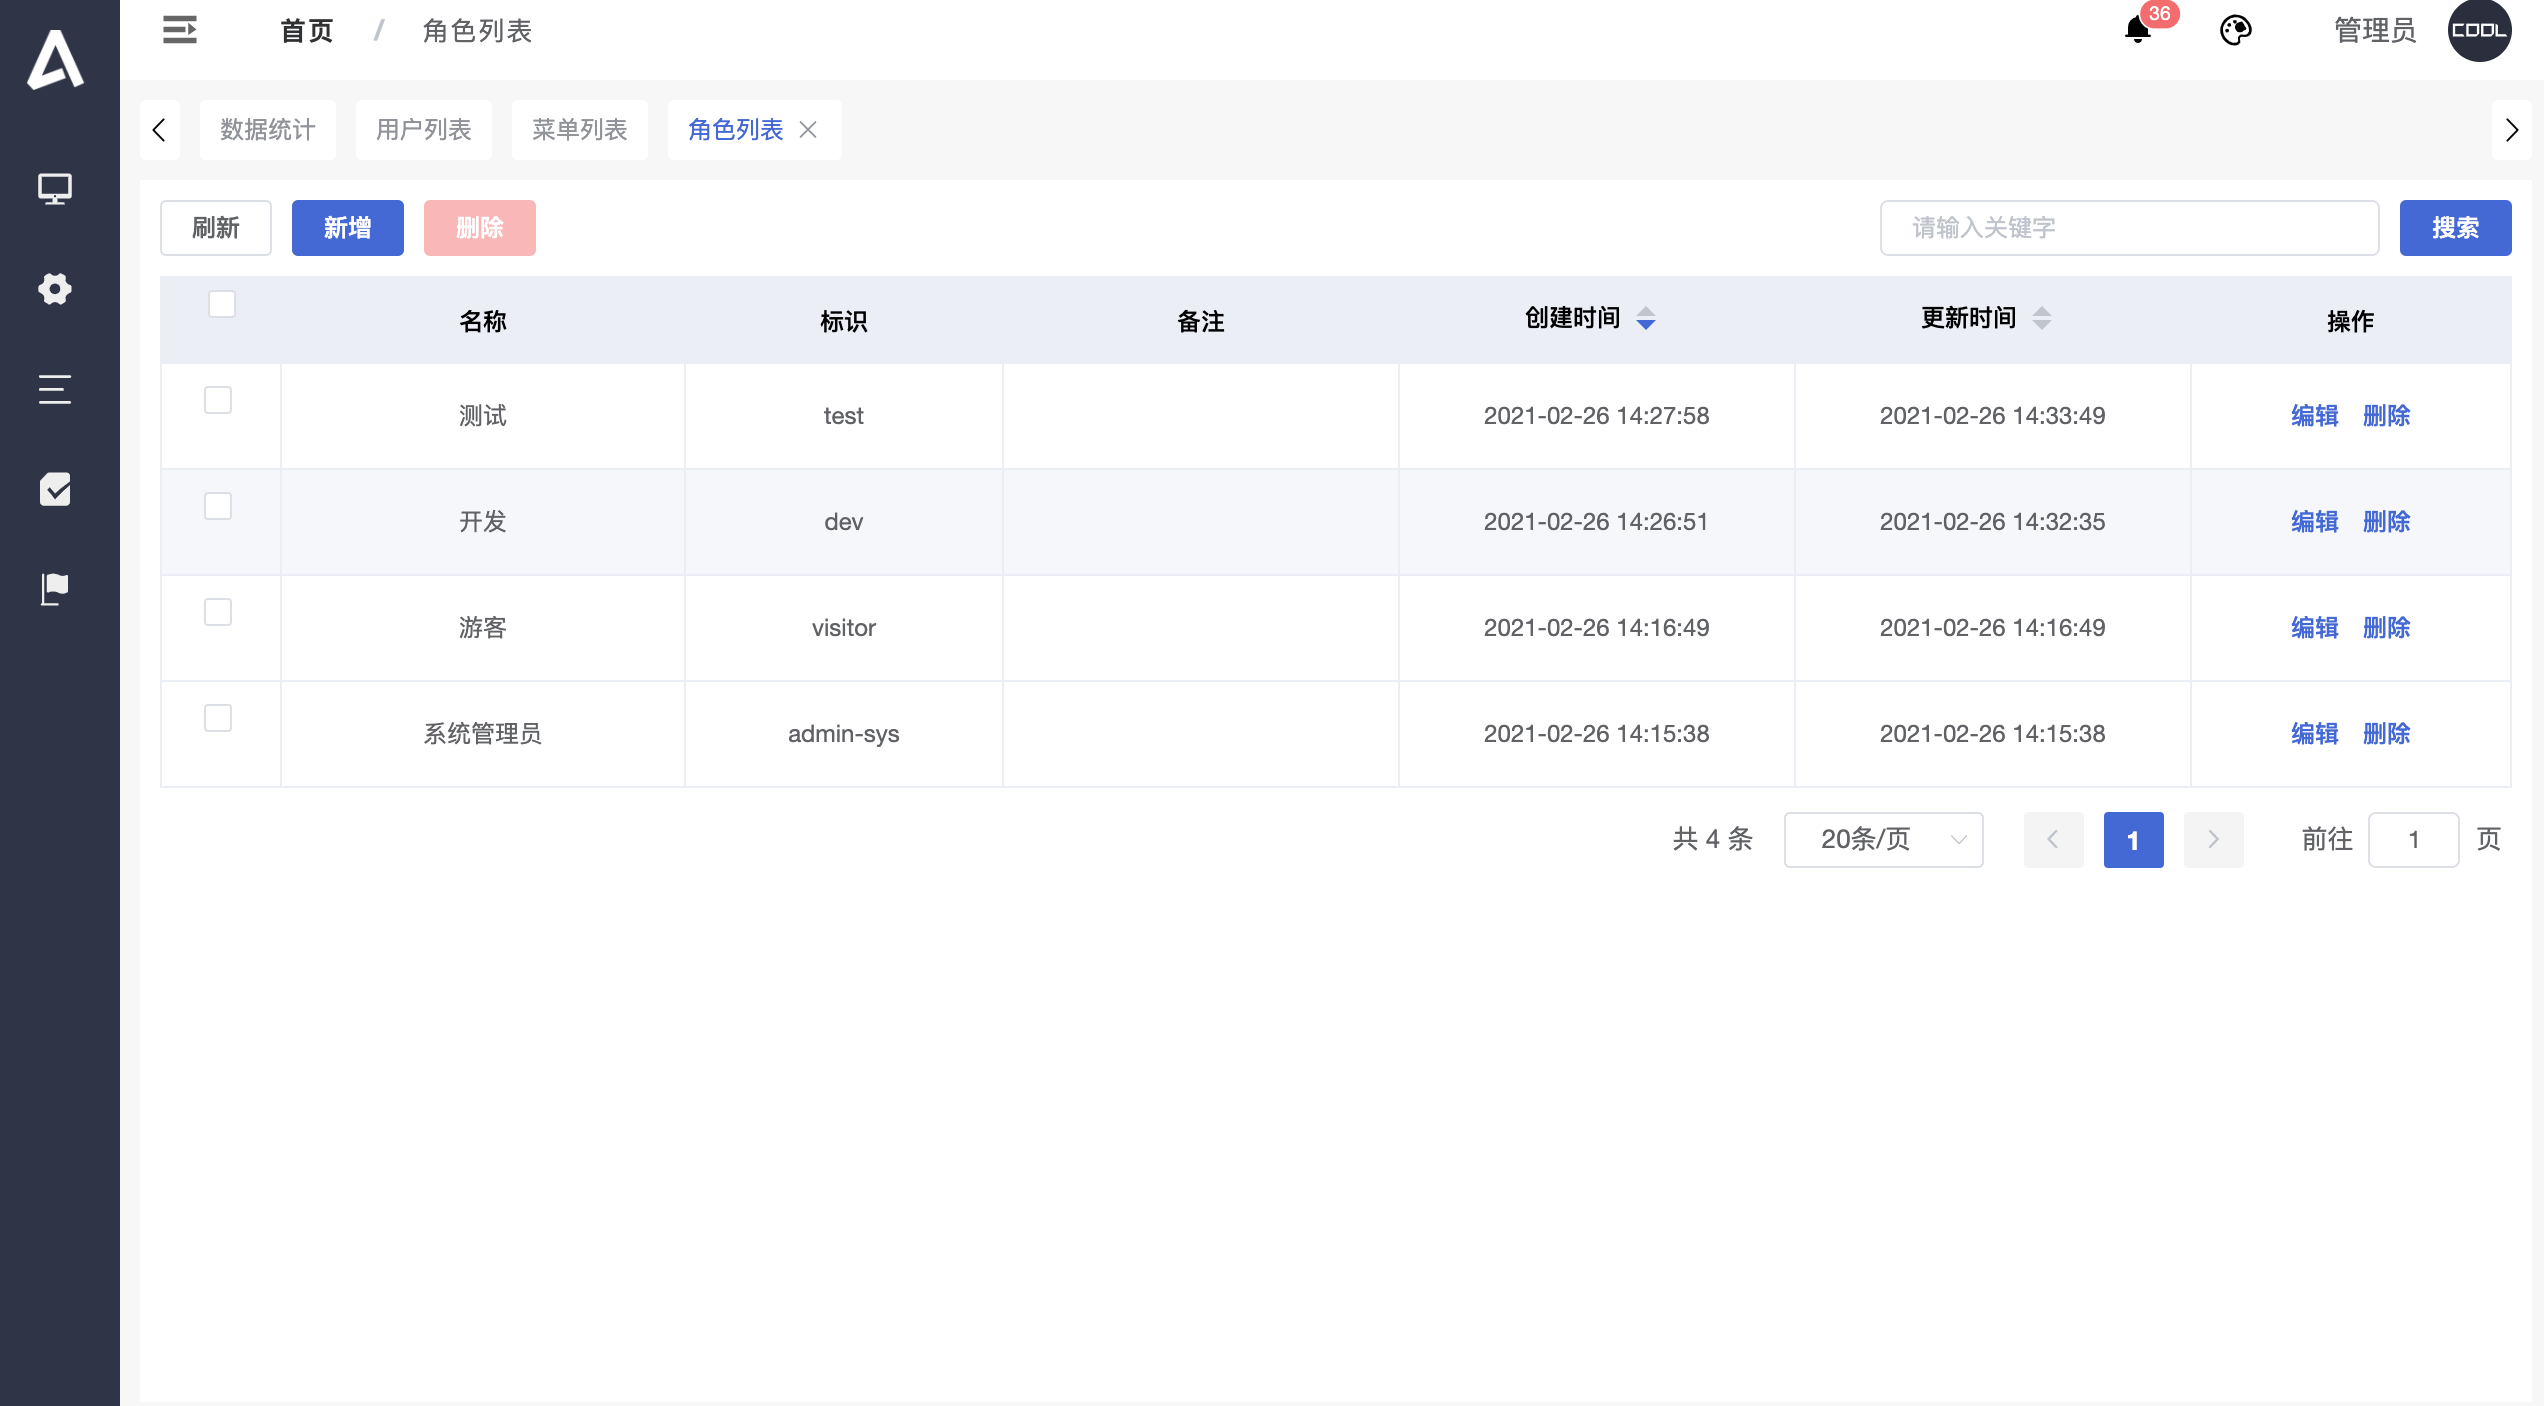 首页 / 角色列表
36
管理员
COOL
数据统计 用户列表 菜单列表 角色列表
刷新 新增 删除 请输入关键字 搜索
名称 标识 备注 创建时间 更新时间 操作
测试 test 2021-02-26 14:27:58 2021-02-26 14:33:49 编辑 删除
开发 dev 2021-02-26 14:26:51 2021-02-26 14:32:35 编辑 删除
游客 visitor 2021-02-26 14:16:49 2021-02-26 14:16:49 编辑 删除
系统管理员 admin-sys 2021-02-26 14:15:38 2021-02-26 14:15:38 编辑 删除
共 4 条 20条/页 1 前往 1 页